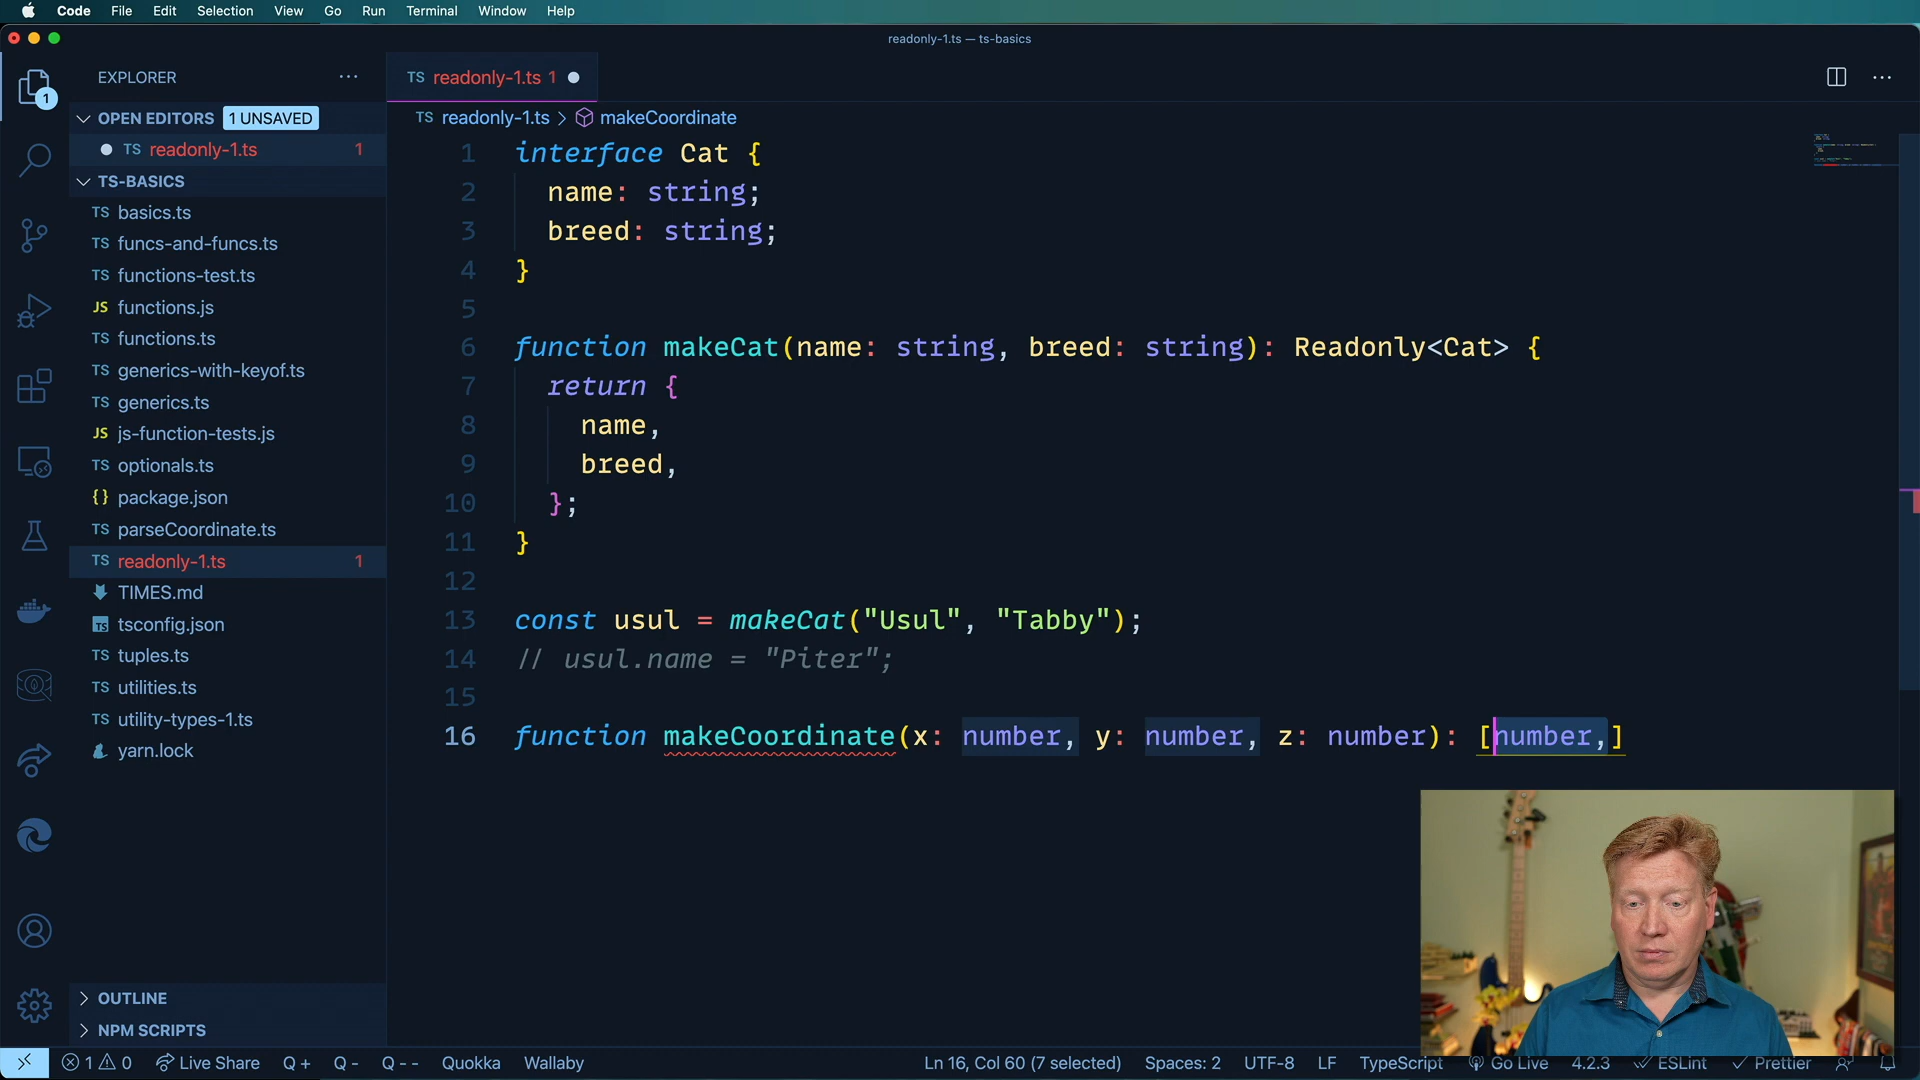 Code File Edit Selection View Go Run Terminal Window Help
readonly-1.ts — ts-basics
EXPLORER
TS readonly-1.ts 1
1
OPEN EDITORS 1 UNSAVED
TS readonly-1.ts 1
TS-BASICS
TS basics.ts
TS funcs-and-funcs.ts
TS functions-test.ts
JS functions.js
TS functions.ts
TS generics-with-keyof.ts
TS generics.ts
JS js-function-tests.js
TS optionals.ts
{} package.json
TS parseCoordinate.ts
TS readonly-1.ts 1
TIMES.md
TS tsconfig.json
TS tuples.ts
TS utilities.ts
TS utility-types-1.ts
yarn.lock
OUTLINE
NPM SCRIPTS
TS readonly-1.ts > makeCoordinate
1 interface Cat {
2 name: string;
3 breed: string;
4 }
5
6 function makeCat(name: string, breed: string): Readonly<Cat> {
7 return {
8 name,
9 breed,
10 };
11 }
12
13 const usul = makeCat("Usul", "Tabby");
14 // usul.name = "Piter";
15
16 function makeCoordinate(x: number, y: number, z: number): [number,]
1 0 Live Share Q + Q - Q - - Quokka Wallaby Ln 16, Col 60 (7 selected) Spaces: 2 UTF-8 LF TypeScript Go Live 4.2.3 ESLint Prettier